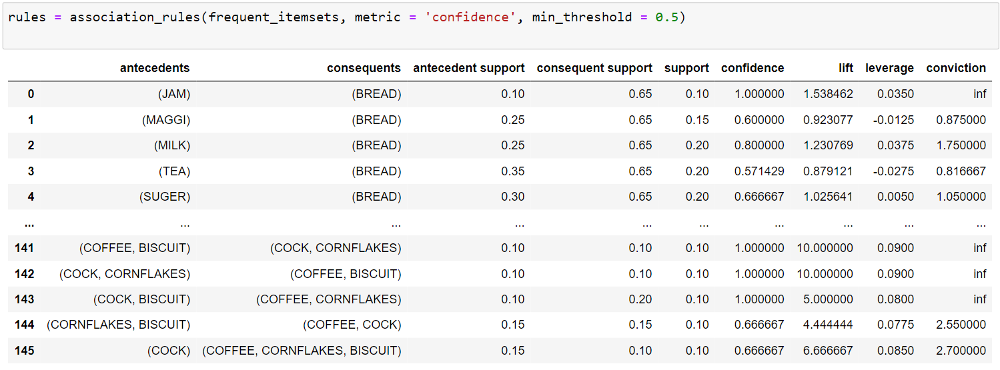 rules = association_rules(frequent_itemsets, metric = 'confidence', min_threshold = 0.5)
antecedents consequents antecedent support consequent support support confidence lift leverage conviction
0 (JAM) (BREAD) 0.10 0.65 0.10 1.000000 1.538462 0.0350 inf
1 (MAGGI) (BREAD) 0.25 0.65 0.15 0.600000 0.923077 -0.0125 0.875000
2 (MILK) (BREAD) 0.25 0.65 0.20 0.800000 1.230769 0.0375 1.750000
3 (TEA) (BREAD) 0.35 0.65 0.20 0.571429 0.879121 -0.0275 0.816667
4 (SUGER) (BREAD) 0.30 0.65 0.20 0.666667 1.025641 0.0050 1.050000
... ... ... ... ... ... ... ... ... ...
141 (COFFEE, BISCUIT) (COCK, CORNFLAKES) 0.10 0.10 0.10 1.000000 10.000000 0.0900 inf
142 (COCK, CORNFLAKES) (COFFEE, BISCUIT) 0.10 0.10 0.10 1.000000 10.000000 0.0900 inf
143 (COCK, BISCUIT) (COFFEE, CORNFLAKES) 0.10 0.20 0.10 1.000000 5.000000 0.0800 inf
144 (CORNFLAKES, BISCUIT) (COFFEE, COCK) 0.15 0.15 0.10 0.666667 4.444444 0.0775 2.550000
145 (COCK) (COFFEE, CORNFLAKES, BISCUIT) 0.15 0.10 0.10 0.666667 6.666667 0.0850 2.700000